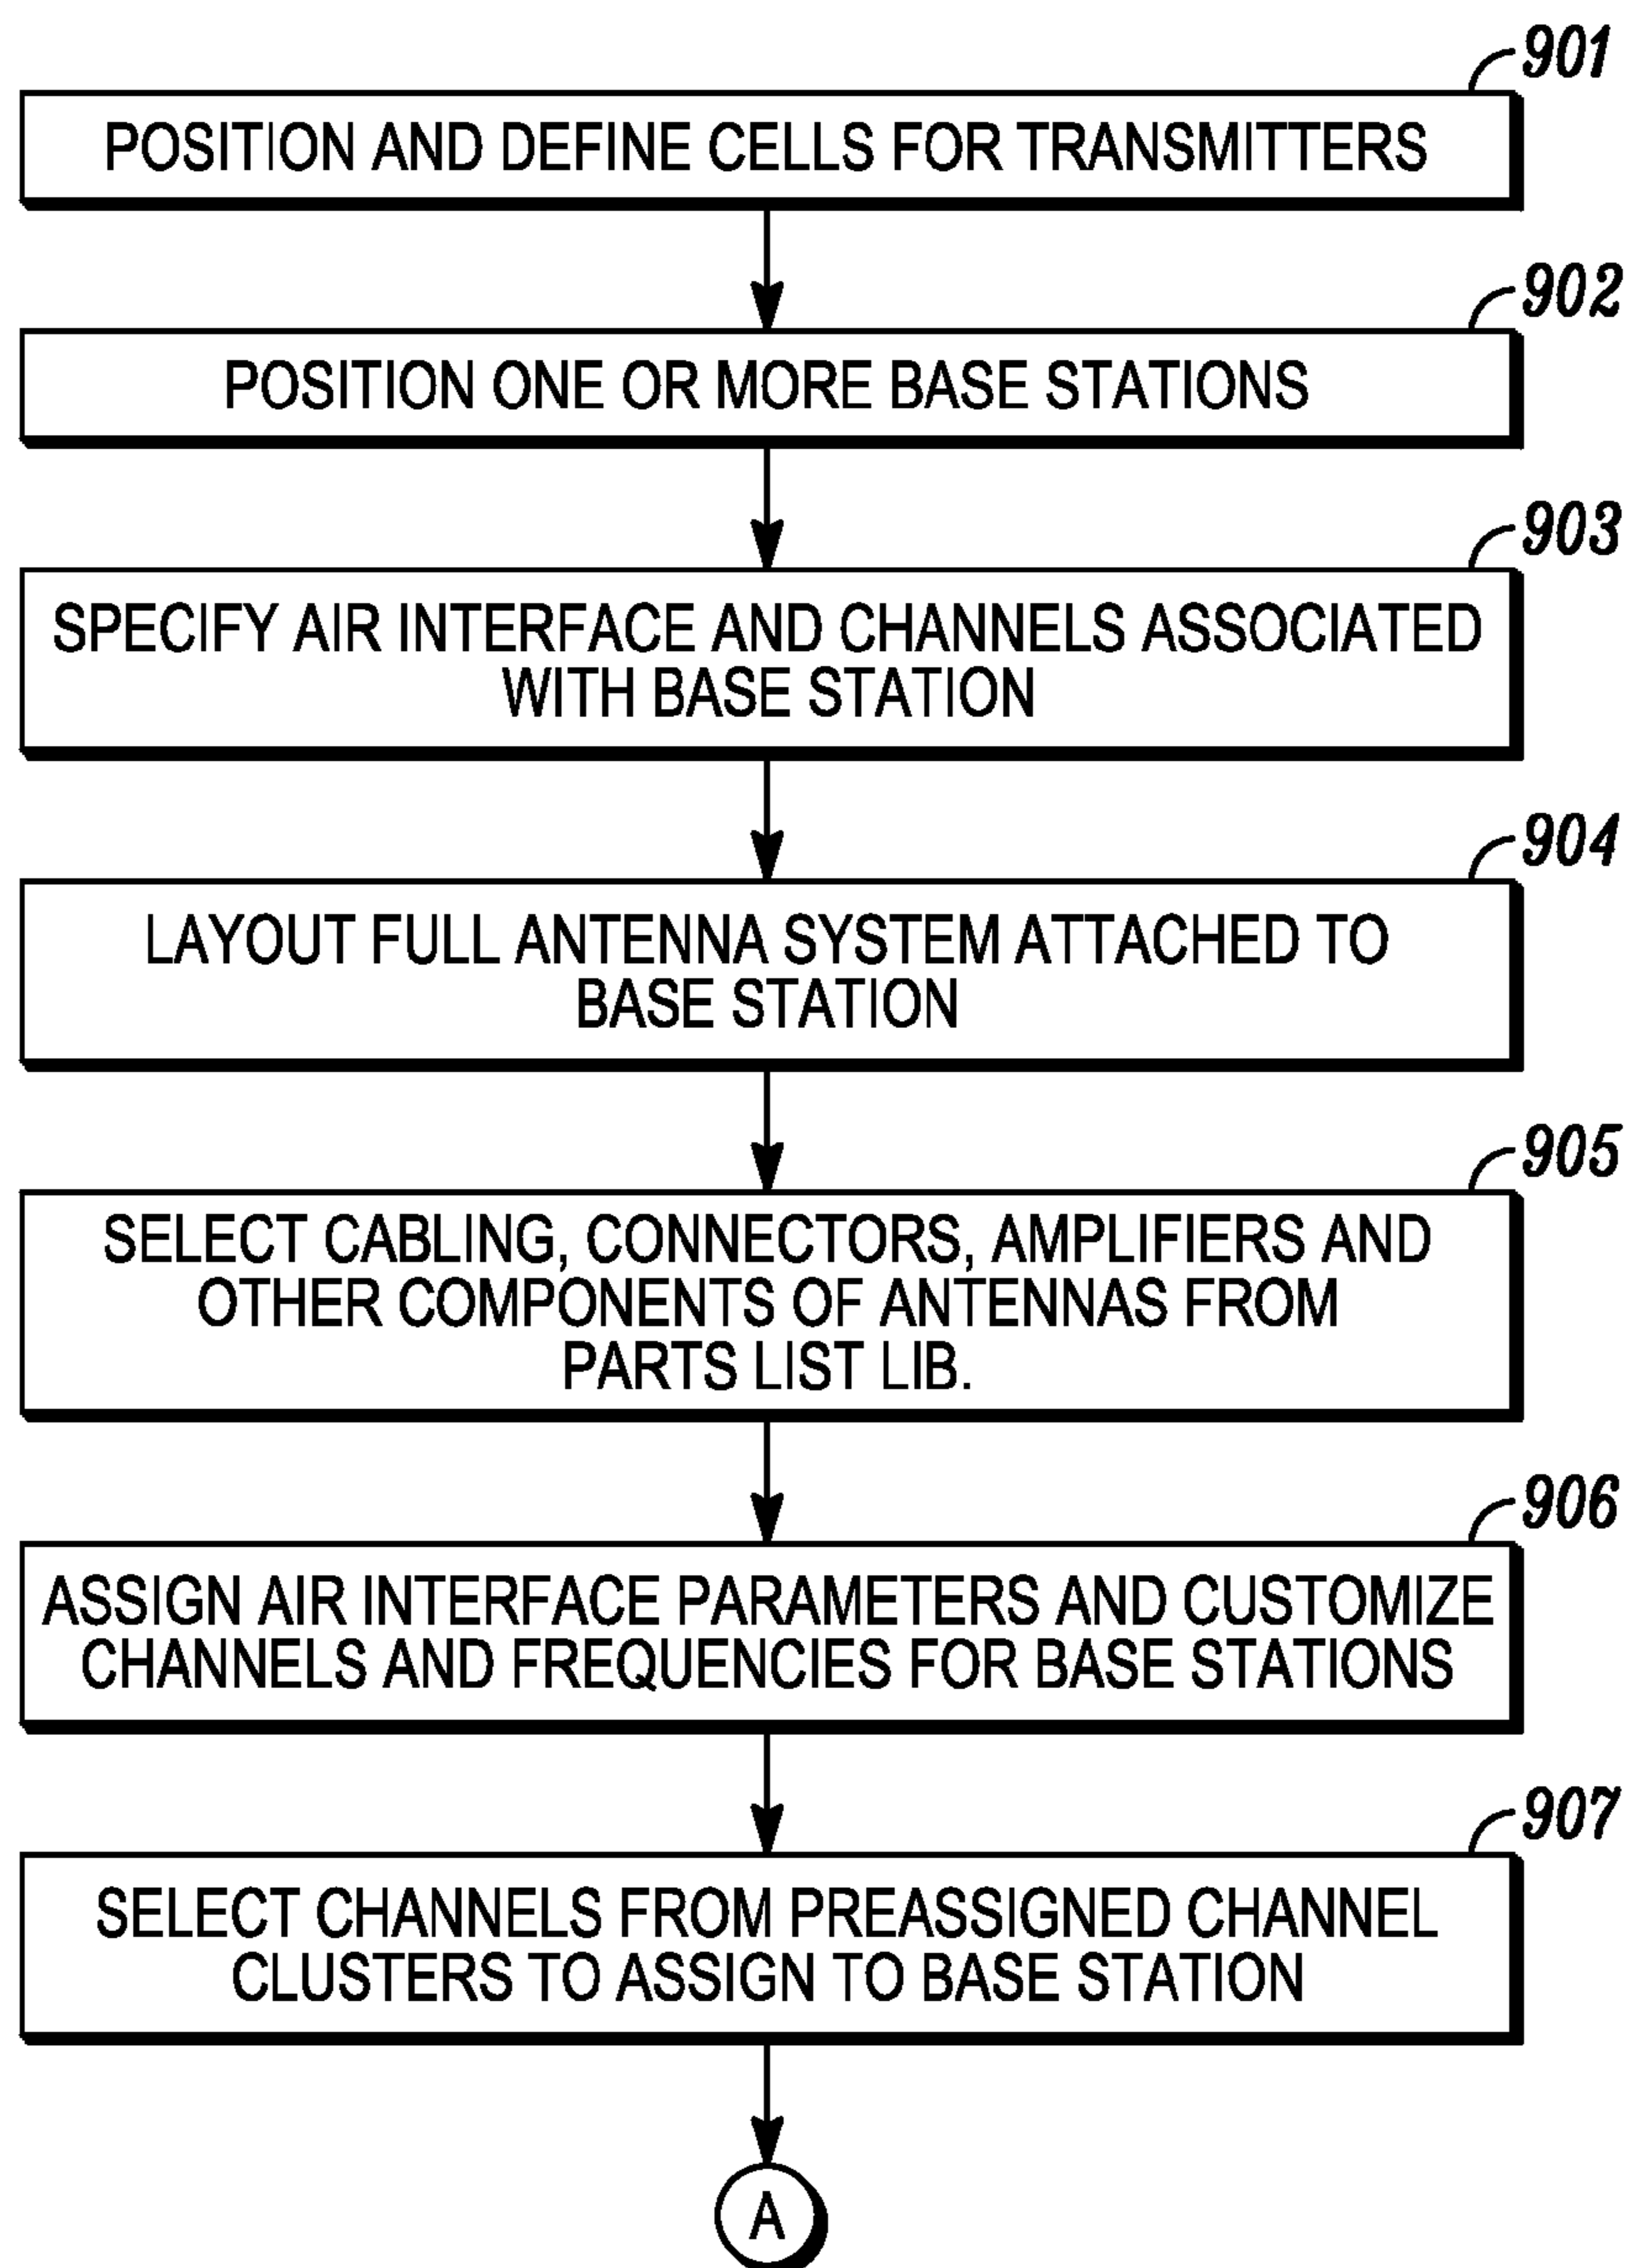 901
POSITION AND DEFINE CELLS FOR TRANSMITTERS
902
POSITION ONE OR MORE BASE STATIONS
903
SPECIFY AIR INTERFACE AND CHANNELS ASSOCIATED
WITH BASE STATION
904
LAYOUT FULL ANTENNA SYSTEM ATTACHED TO
BASE STATION
905
SELECT CABLING, CONNECTORS, AMPLIFIERS AND
OTHER COMPONENTS OF ANTENNAS FROM
PARTS LIST LIB.
906
ASSIGN AIR INTERFACE PARAMETERS AND CUSTOMIZE
CHANNELS AND FREQUENCIES FOR BASE STATIONS
907
SELECT CHANNELS FROM PREASSIGNED CHANNEL
CLUSTERS TO ASSIGN TO BASE STATION
A